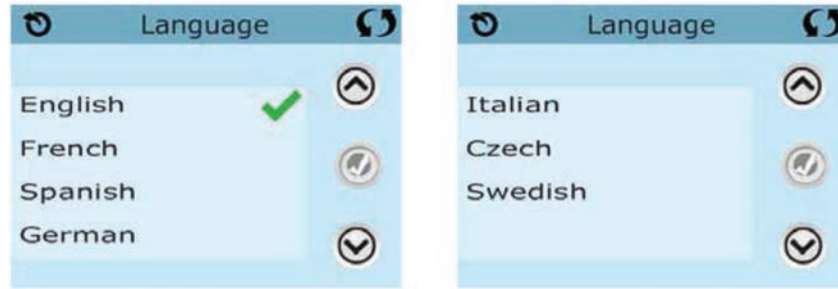 Language
English
French
Spanish
German
Language
Italian
Czech
Swedish